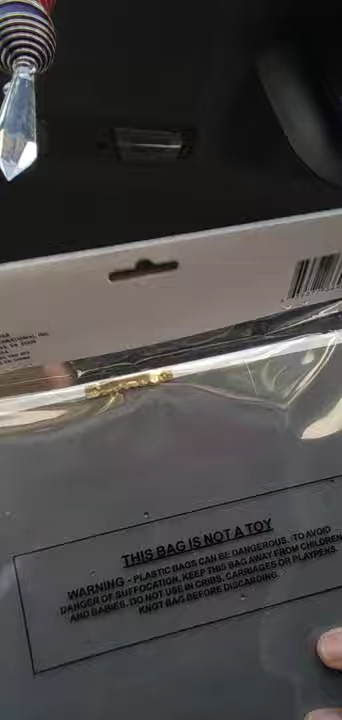 THIS BAG IS NOT A TOY
WARNING - PLASTIC BAGS CAN BE DANGEROUS. TO AVOID
DANGER OF SUFFOCATION, KEEP THIS BAG AWAY FROM CHILDREN
AND BABIES. DO NOT USE IN CRIBS, CARRIAGES OR PLAYPENS.
KNOT BAG BEFORE DISCARDING.